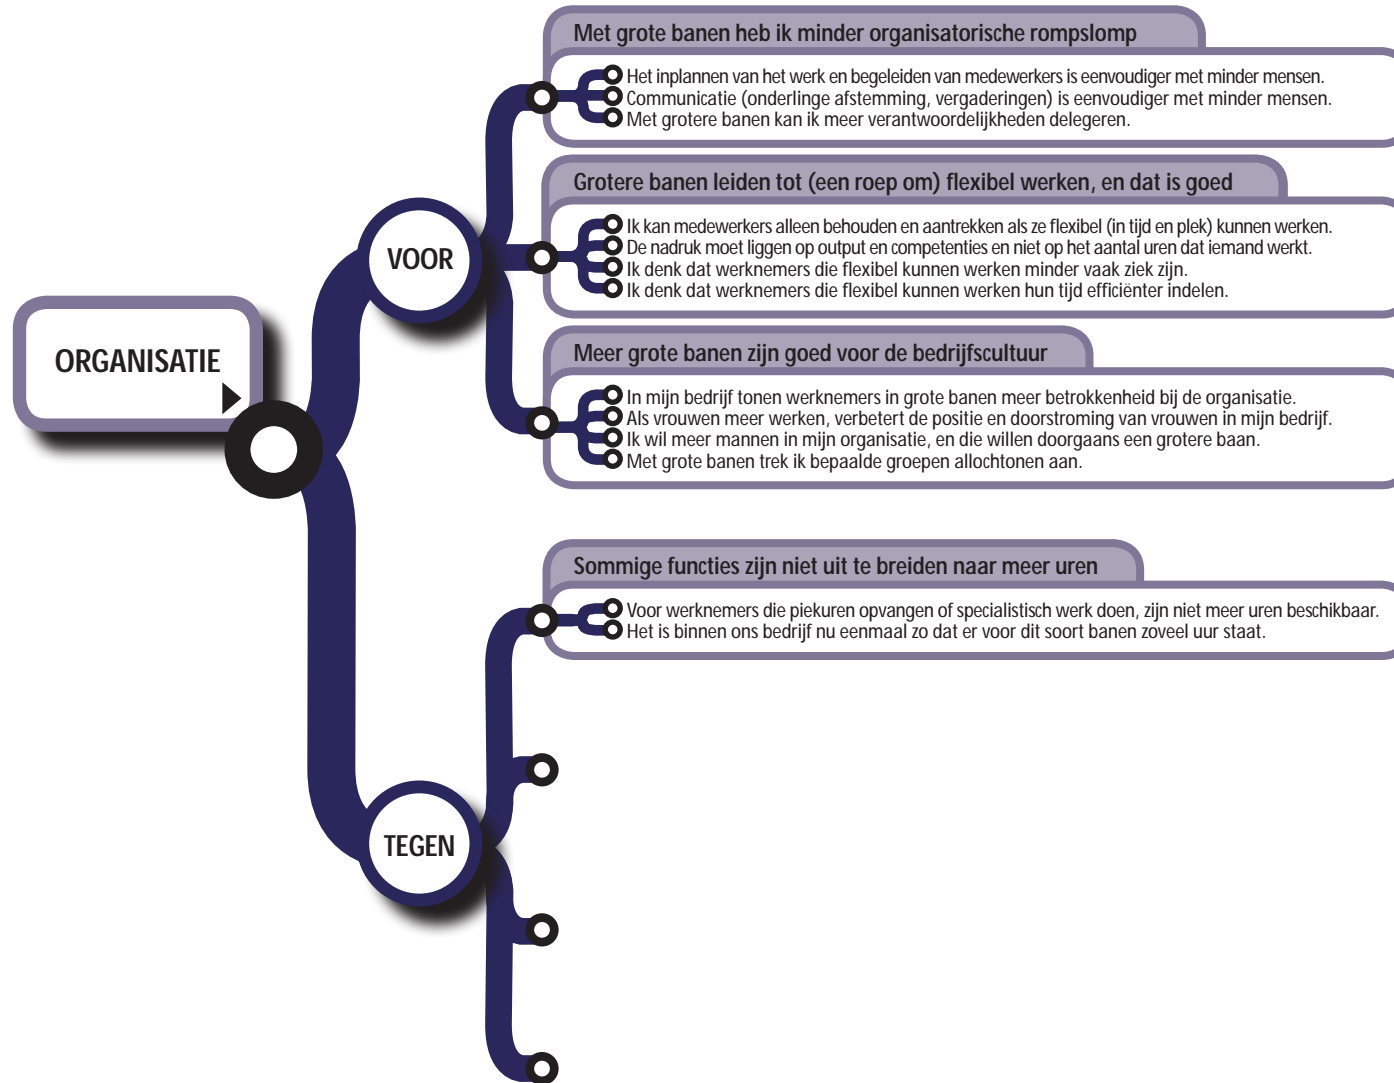 ORGANISATIE
VOOR
Met grote banen heb ik minder organisatorische rompslomp
Het inplannen van het werk en begeleiden van medewerkers is eenvoudiger met minder mensen.
Communicatie (onderlinge afstemming, vergaderingen) is eenvoudiger met minder mensen.
Met grotere banen kan ik meer verantwoordelijkheden delegeren.
Grotere banen leiden tot (een roep om) flexibel werken, en dat is goed
Ik kan medewerkers alleen behouden en aantrekken als ze flexibel (in tijd en plek) kunnen werken.
De nadruk moet liggen op output en competenties en niet op het aantal uren dat iemand werkt.
Ik denk dat werknemers die flexibel kunnen werken minder vaak ziek zijn.
Ik denk dat werknemers die flexibel kunnen werken hun tijd efficiënter indelen.
Meer grote banen zijn goed voor de bedrijfscultuur
In mijn bedrijf tonen werknemers in grote banen meer betrokkenheid bij de organisatie.
Als vrouwen meer werken, verbetert de positie en doorstroming van vrouwen in mijn bedrijf.
Ik wil meer mannen in mijn organisatie, en die willen doorgaans een grotere baan.
Met grote banen trek ik bepaalde groepen allochtonen aan.
TEGEN
Sommige functies zijn niet uit te breiden naar meer uren
Voor werknemers die piekuren opvangen of specialistisch werk doen, zijn niet meer uren beschikbaar.
Het is binnen ons bedrijf nu eenmaal zo dat er voor dit soort banen zoveel uur staat.